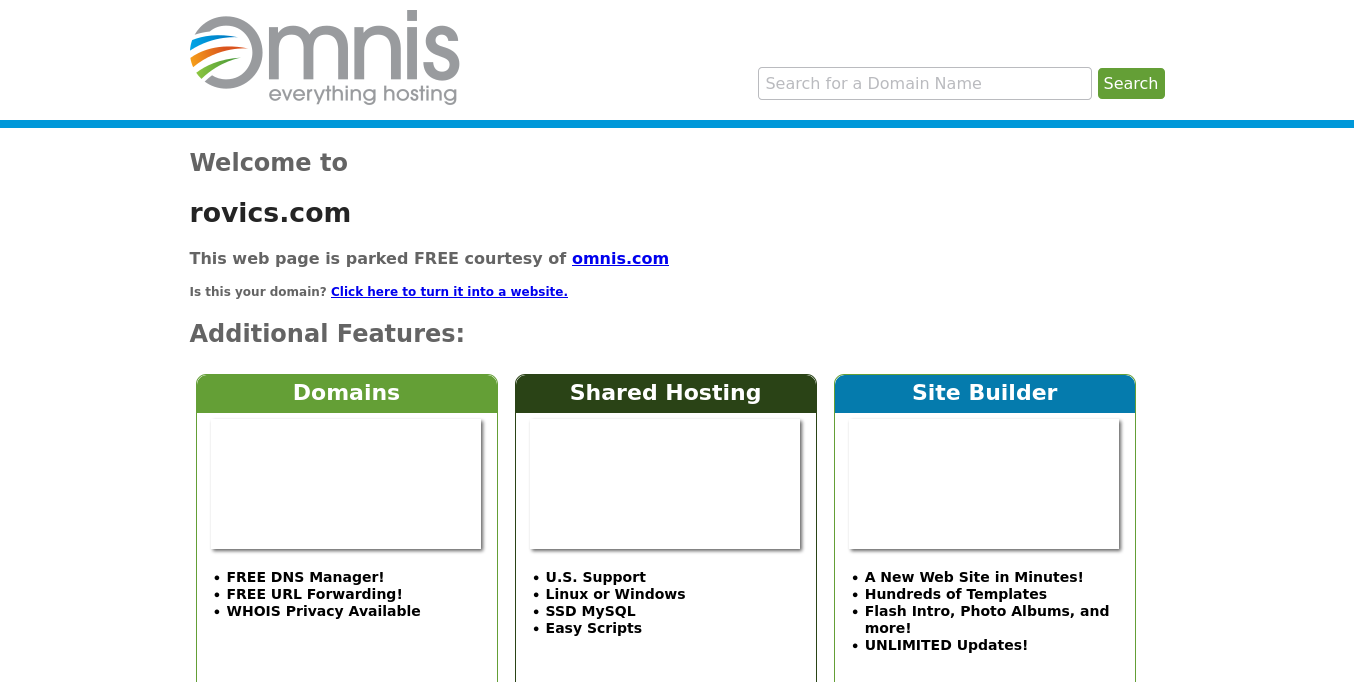 Omnis
everything hosting
Search for a Domain Name
Search
Welcome to
rovics.com
This web page is parked FREE courtesy of omnis.com
Is this your domain? Click here to turn it into a website.
Additional Features:
Domains
• FREE DNS Manager!
• FREE URL Forwarding!
• WHOIS Privacy Available
Shared Hosting
• U.S. Support
• Linux or Windows
• SSD MySQL
• Easy Scripts
Site Builder
• A New Web Site in Minutes!
• Hundreds of Templates
• Flash Intro, Photo Albums, and
more!
• UNLIMITED Updates!